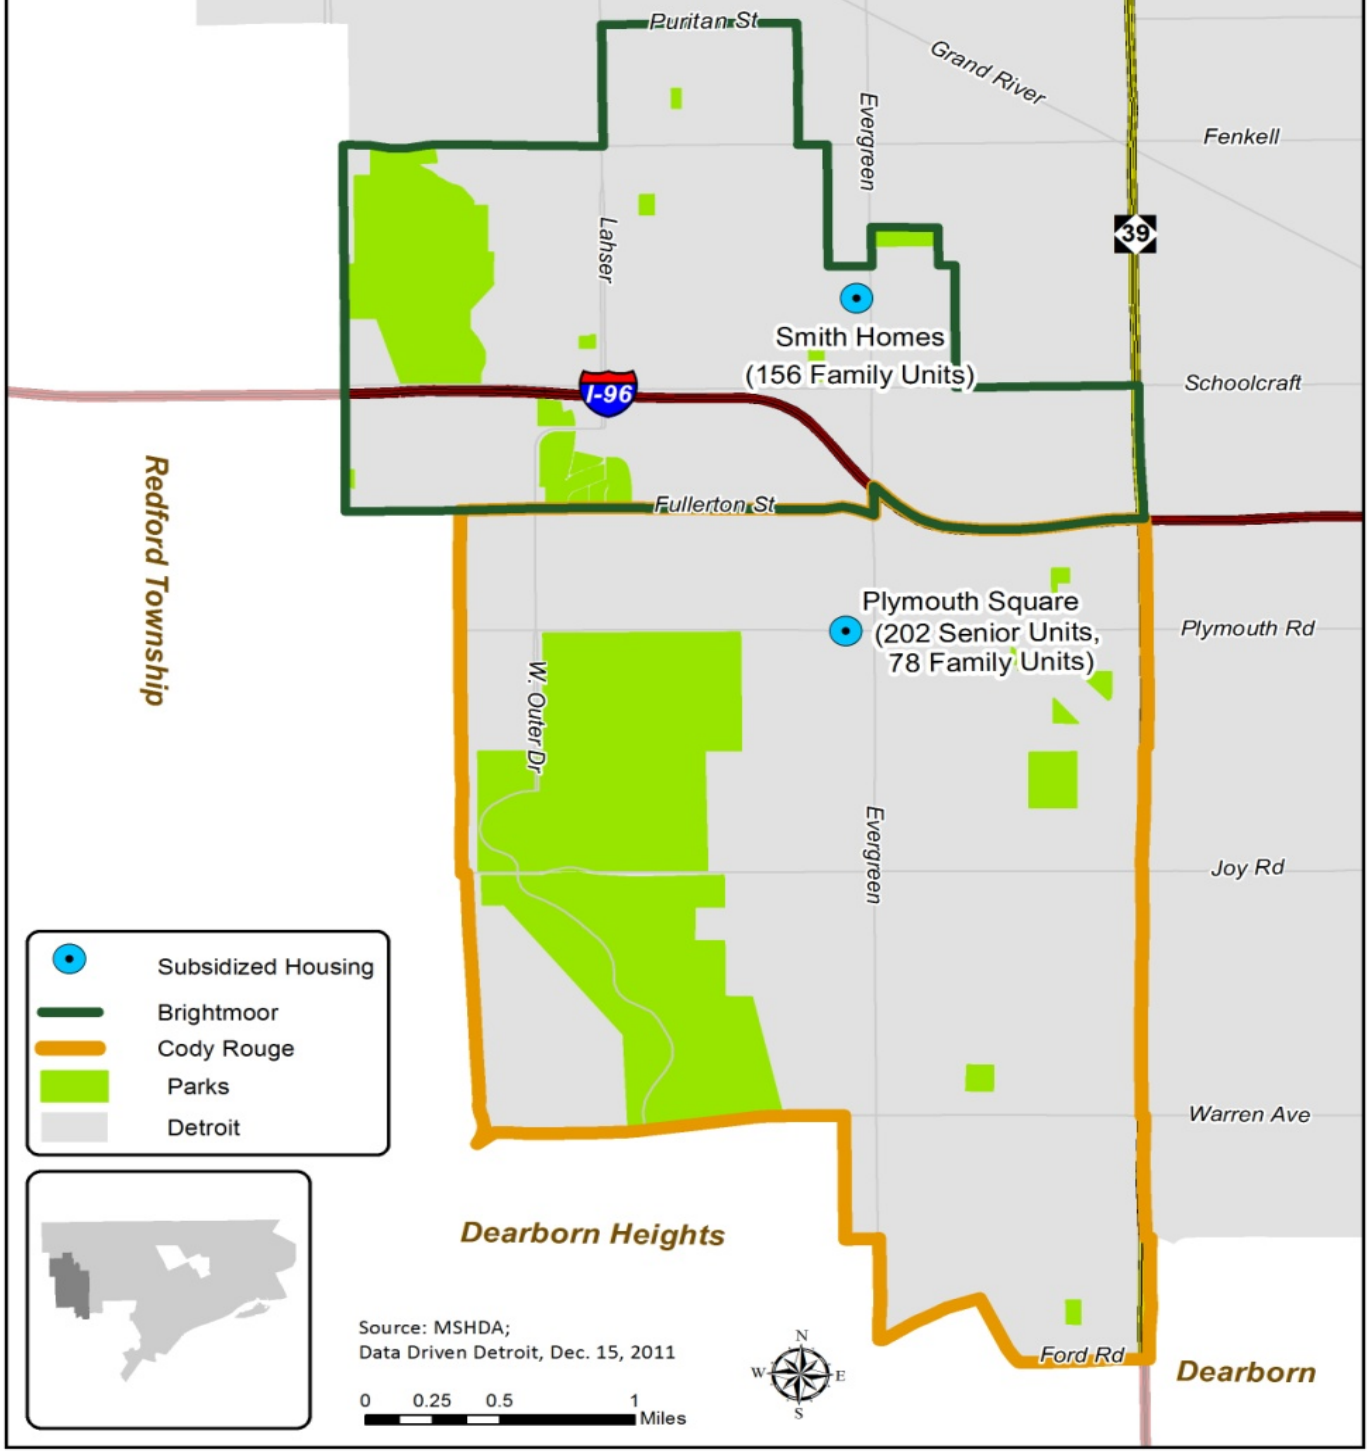 Puritan St
Grand River
Evergreen
Fenkell
Lahser
39
Smith Homes
(156 Family Units)
Schoolcraft
I-96
Redford Township
Fullerton St
Plymouth Square
(202 Senior Units,
78 Family Units)
Plymouth Rd
W. Outer Dr
Evergreen
Joy Rd
Subsidized Housing
Brightmoor
Cody Rouge
Parks
Detroit
Warren Ave
Dearborn Heights
Source: MSHDA;
Data Driven Detroit, Dec. 15, 2011
0 0.25 0.5 1
Miles
N
W E
S
Ford Rd
Dearborn